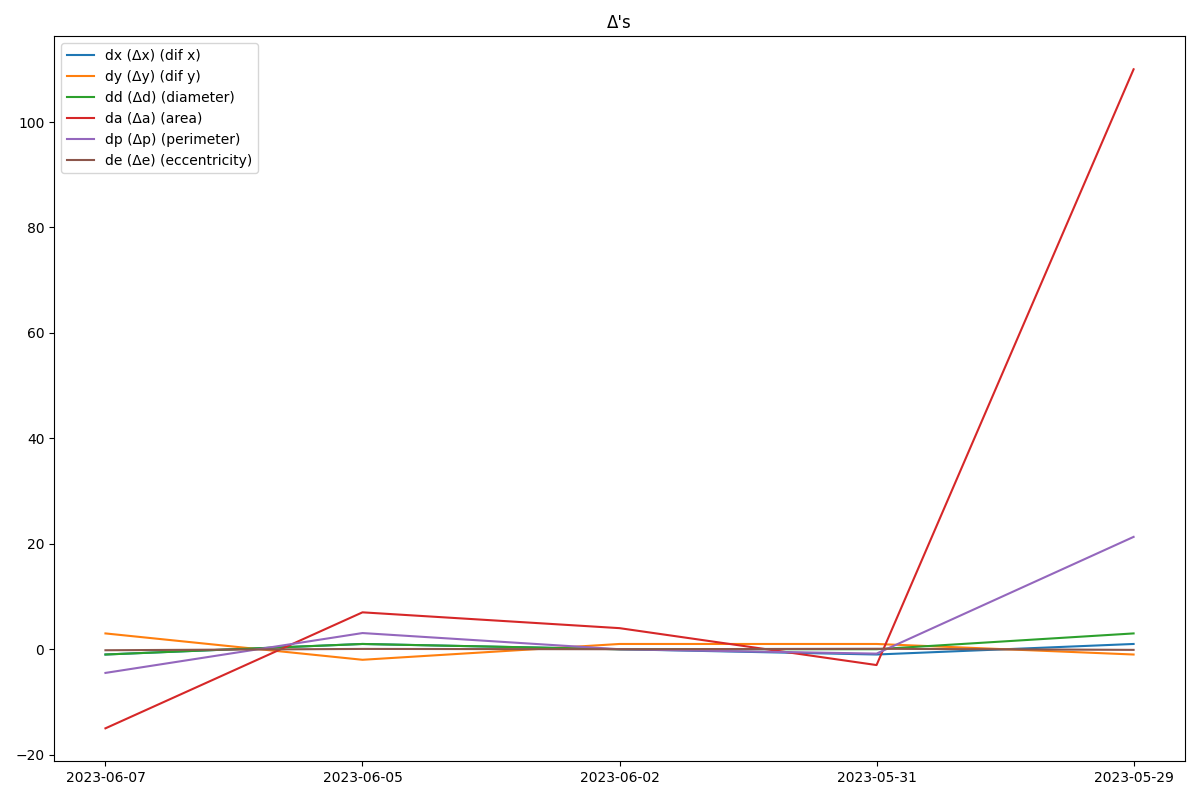 Δ's
dx (Δx) (dif x)
dy (Δy) (dif y)
dd (Δd) (diameter)
da (Δa) (area)
dp (Δp) (perimeter)
de (Δe) (eccentricity)
100
80
60
40
20
0
−20
2023-06-07 2023-06-05 2023-06-02 2023-05-31 2023-05-29